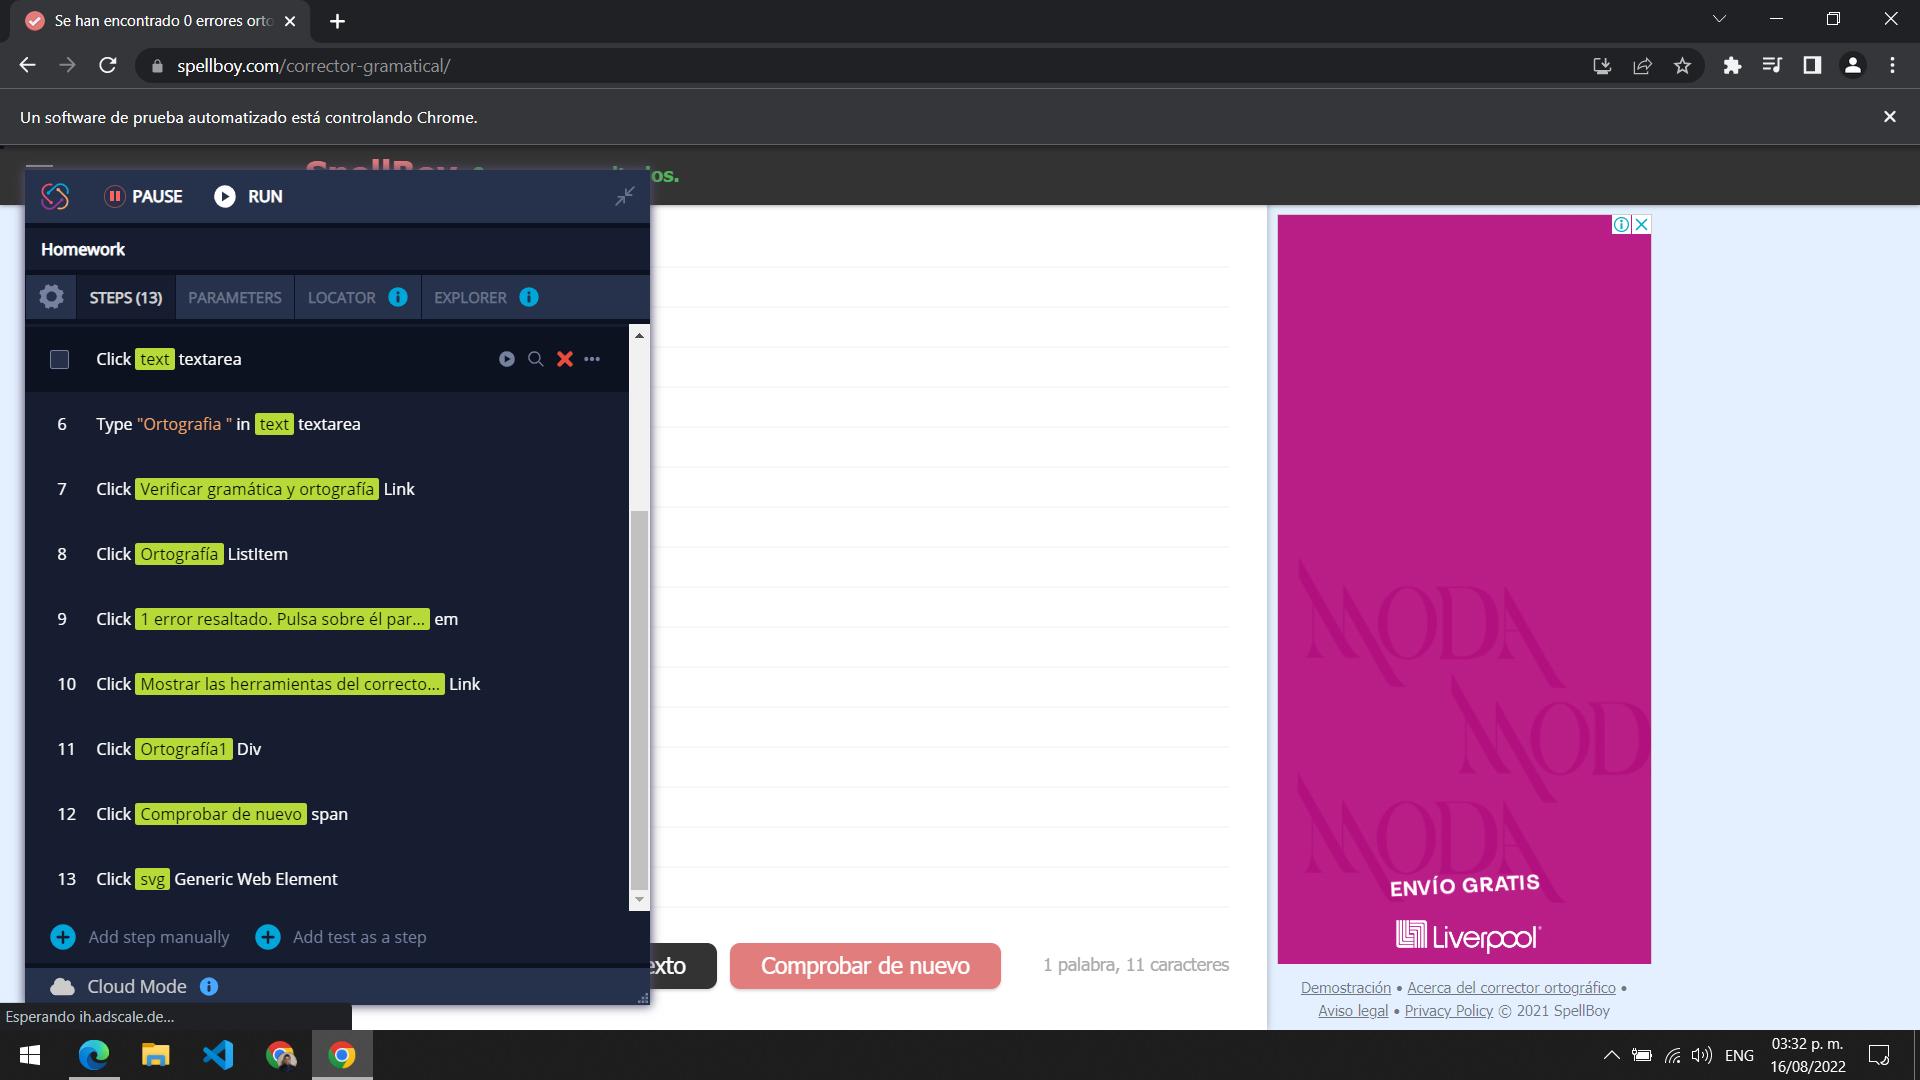 Se han encontrado 0 errores orto
spellboy.com/corrector-gramatical/
Un software de prueba automatizado está controlando Chrome.
PAUSE
RUN
os.
Homework
STEPS (13)
PARAMETERS
LOCATOR
EXPLORER
Click text textarea
6 Type "Ortografia " in text textarea
7 Click Verificar gramática y ortografía Link
8 Click Ortografía ListItem
9 Click 1 error resaltado. Pulsa sobre él par... em
10 Click Mostrar las herramientas del correcto... Link
11 Click Ortografía1 Div
12 Click Comprobar de nuevo span
13 Click svg Generic Web Element
Add step manually
Add test as a step
Cloud Mode
exto
Comprobar de nuevo
1 palabra, 11 caracteres
MODA
MOD
MODA
ENVÍO GRATIS
Liverpool
Demostración • Acerca del corrector ortográfico •
Aviso legal • Privacy Policy © 2021 SpellBoy
Esperando ih.adscale.de...
ENG
03:32 p. m.
16/08/2022